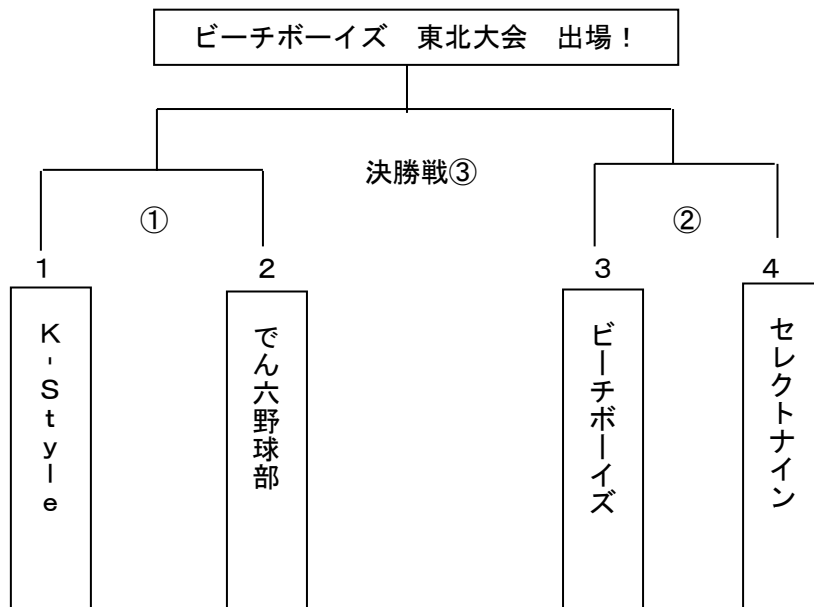 ビーチボーイズ　東北大会　出場！
決勝戦③
①
②
1
2
3
4
K-Style
でん六野球部
ビーチボーイズ
セレクトナイン